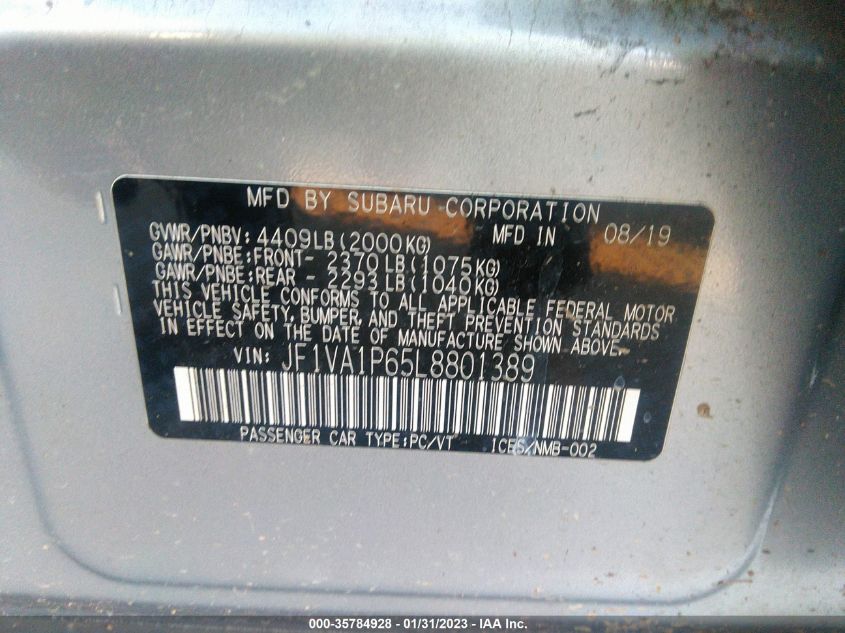 MFD BY SUBARU CORPORATION
GVWR/PNBV: 4409LB(2000KG) MFD IN 08/19
GAWR/PNBE:FRONT- 2370LB(1075KG)
GAWR/PNBE:REAR - 2293LB(1040KG)
THIS VEHICLE CONFORMS TO ALL APPLICABLE FEDERAL MOTOR
VEHICLE SAFETY, BUMPER, AND THEFT PREVENTION STANDARDS
IN EFFECT ON THE DATE OF MANUFACTURE SHOWN ABOVE.
VIN: JF1VA1P65L8801389
PASSENGER CAR TYPE:PC/VT ICES/NMB-002
000-35784928 - 01/31/2023 - IAA Inc.